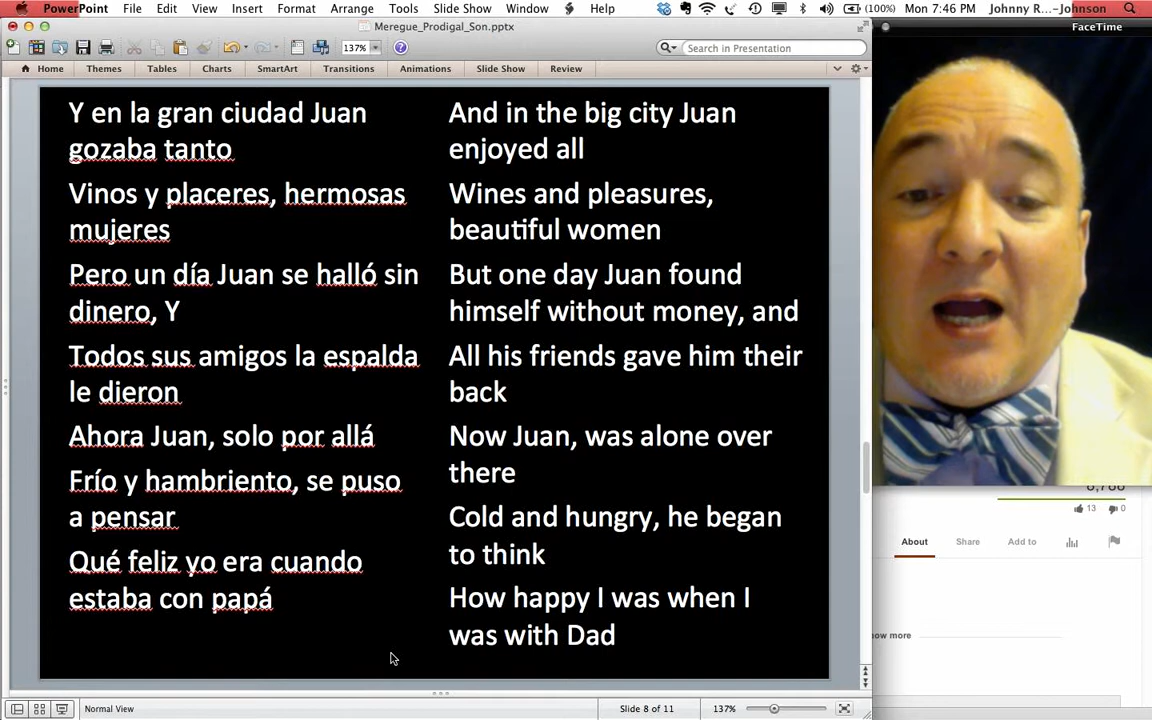 PowerPoint File Edit View Insert Format Arrange Tools Slide Show Window Help (100%) Mon 7:46 PM Johnny R...-Johnson
FaceTime
Meregue_Prodigal_Son.pptx
137% Search in Presentation
Home Themes Tables Charts SmartArt Transitions Animations Slide Show Review
Y en la gran ciudad Juan
gozaba tanto
Vinos y placeres, hermosas
mujeres
Pero un día Juan se halló sin
dinero, Y
Todos sus amigos la espalda
le dieron
Ahora Juan, solo por allá
Frío y hambriento, se puso
a pensar
Qué feliz yo era cuando
estaba con papá
And in the big city Juan
enjoyed all
Wines and pleasures,
beautiful women
But one day Juan found
himself without money, and
All his friends gave him their
back
Now Juan, was alone over
there
Cold and hungry, he began
to think
How happy I was when I
was with Dad
13 0
About Share Add to
ow more
Normal View Slide 8 of 11 137%